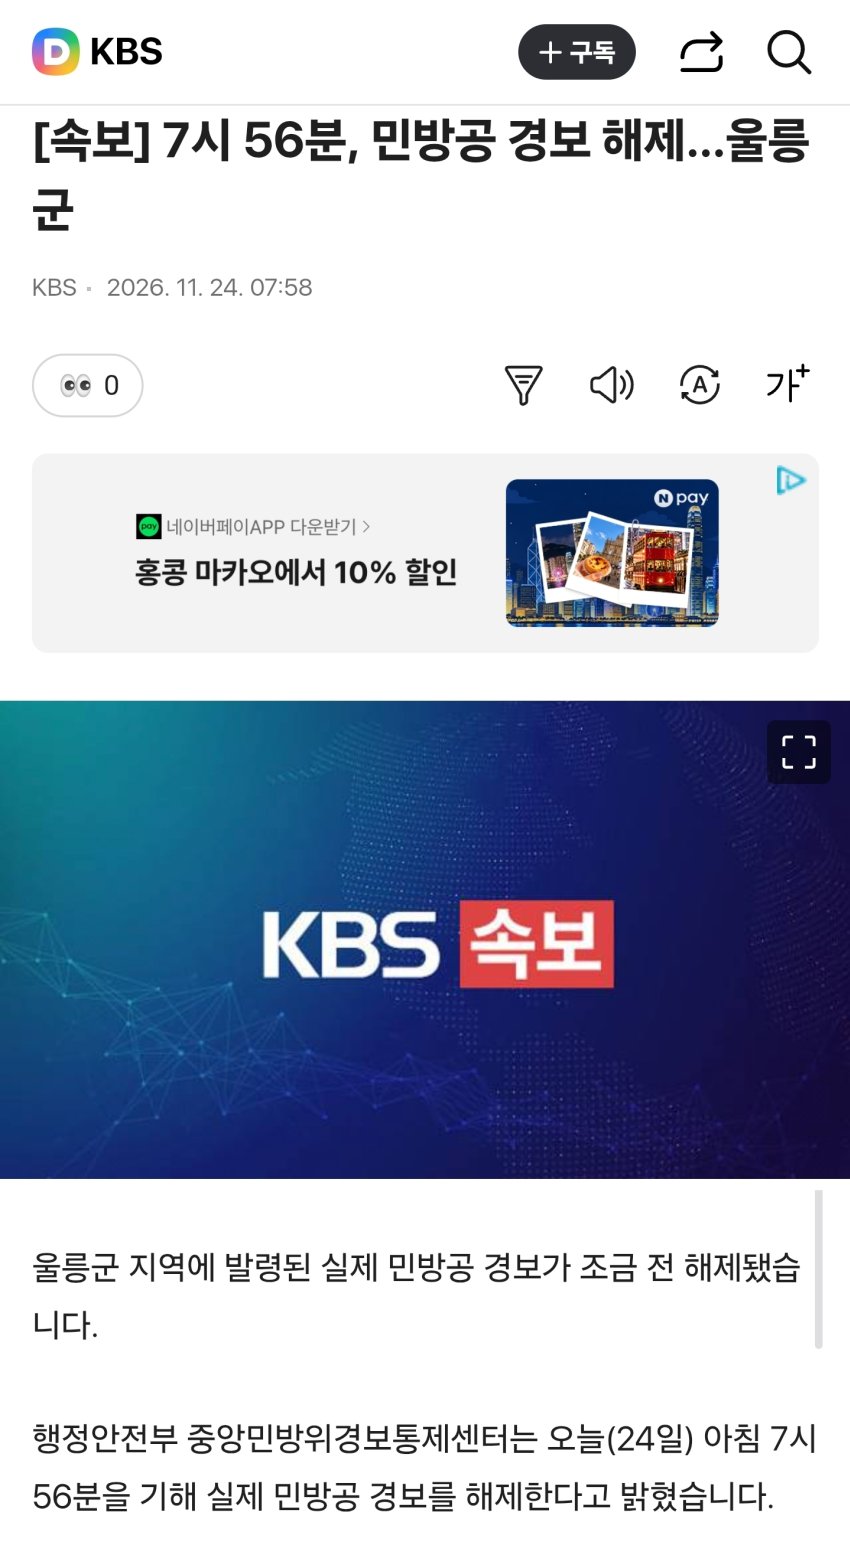 D KBS
+ 구독
[속보] 7시 56분, 민방공 경보 해제…울릉
군
KBS · 2026. 11. 24. 07:58
0
A
가+
pay 네이버페이APP 다운받기 >
홍콩 마카오에서 10% 할인
N pay
KBS 속보
울릉군 지역에 발령된 실제 민방공 경보가 조금 전 해제됐습
니다.
행정안전부 중앙민방위경보통제센터는 오늘(24일) 아침 7시
56분을 기해 실제 민방공 경보를 해제한다고 밝혔습니다.